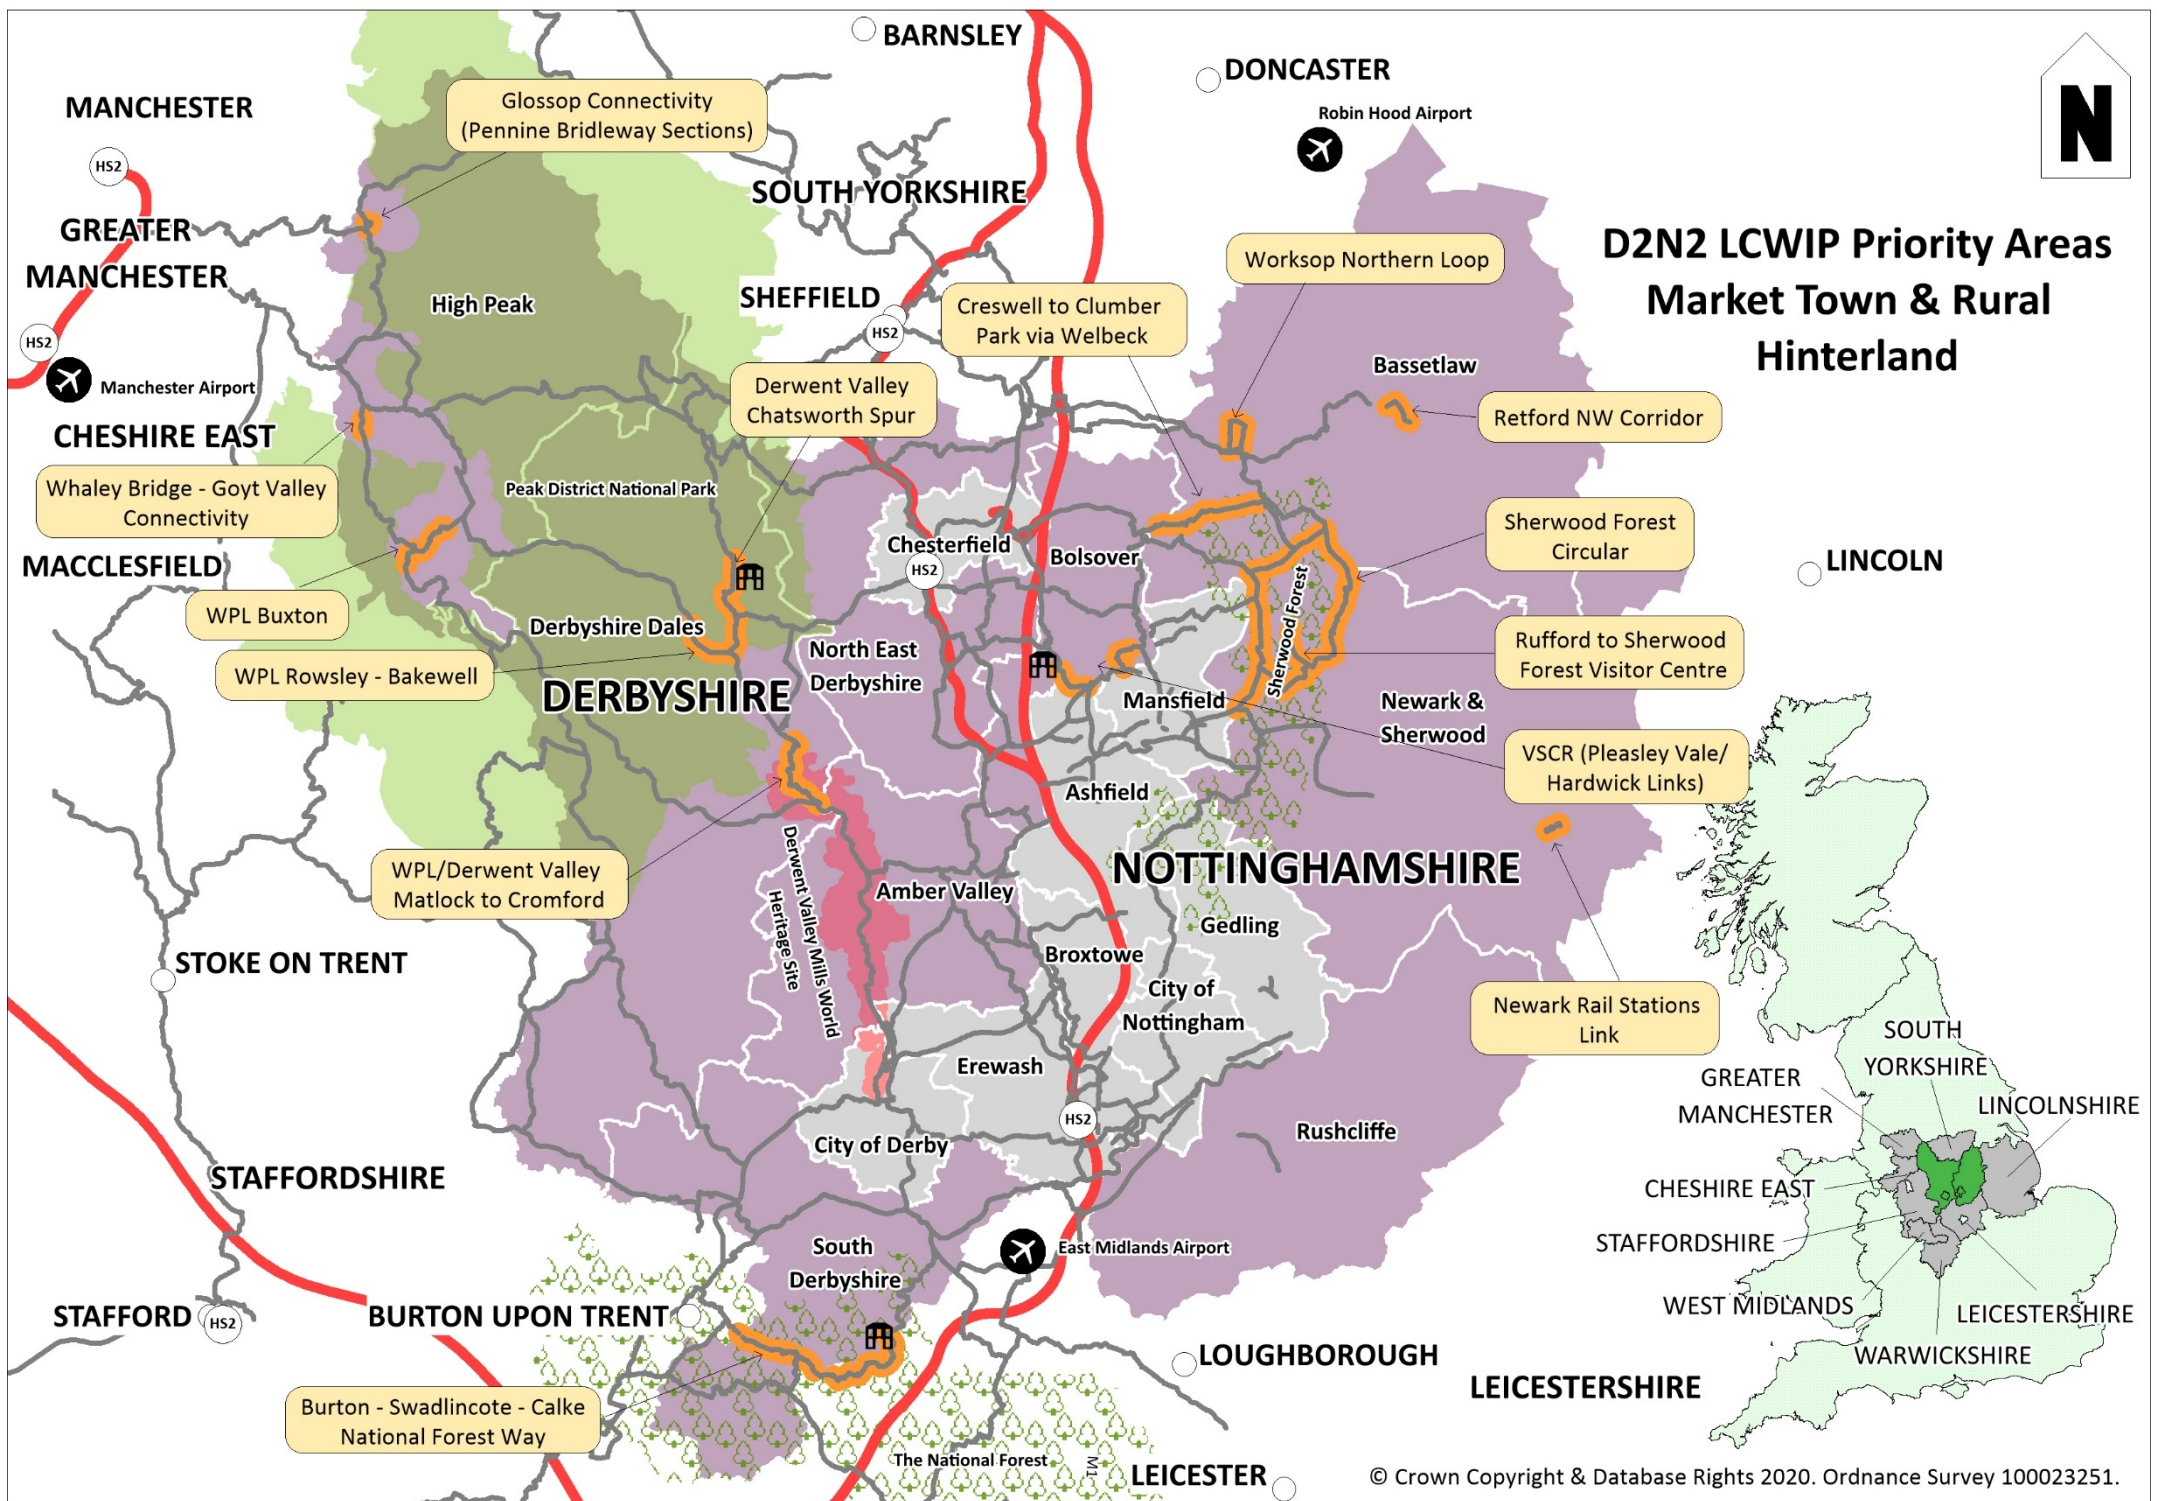 BARNSLEY
DONCASTER
Robin Hood Airport
N
MANCHESTER
Glossop Connectivity
(Pennine Bridleway Sections)
HS2
SOUTH YORKSHIRE
GREATER
MANCHESTER
D2N2 LCWIP Priority Areas
Market Town & Rural
Hinterland
Worksop Northern Loop
High Peak
SHEFFIELD
HS2
Creswell to Clumber
Park via Welbeck
HS2
Manchester Airport
Bassetlaw
Derwent Valley
Chatsworth Spur
Retford NW Corridor
CHESHIRE EAST
Whaley Bridge - Goyt Valley
Connectivity
Peak District National Park
Sherwood Forest
Circular
Chesterfield
HS2
Bolsover
LINCOLN
MACCLESFIELD
WPL Buxton
Derbyshire Dales
Sherwood Forest
Rufford to Sherwood
Forest Visitor Centre
WPL Rowsley - Bakewell
North East
Derbyshire
DERBYSHIRE
Mansfield
Newark &
Sherwood
VSCR (Pleasley Vale/
Hardwick Links)
Ashfield
WPL/Derwent Valley
Matlock to Cromford
Derwent Valley Mills World
Heritage Site
Amber Valley
NOTTINGHAMSHIRE
Gedling
Broxtowe
STOKE ON TRENT
City of
Nottingham
Newark Rail Stations
Link
Erewash
HS2
City of Derby
Rushcliffe
STAFFORDSHIRE
South
Derbyshire
East Midlands Airport
STAFFORD
HS2
BURTON UPON TRENT
LOUGHBOROUGH
LEICESTERSHIRE
Burton - Swadlincote - Calke
National Forest Way
The National Forest
M1
LEICESTER
SOUTH
YORKSHIRE
GREATER
MANCHESTER
LINCOLNSHIRE
CHESHIRE EAST
STAFFORDSHIRE
WEST MIDLANDS
LEICESTERSHIRE
WARWICKSHIRE
© Crown Copyright & Database Rights 2020. Ordnance Survey 100023251.